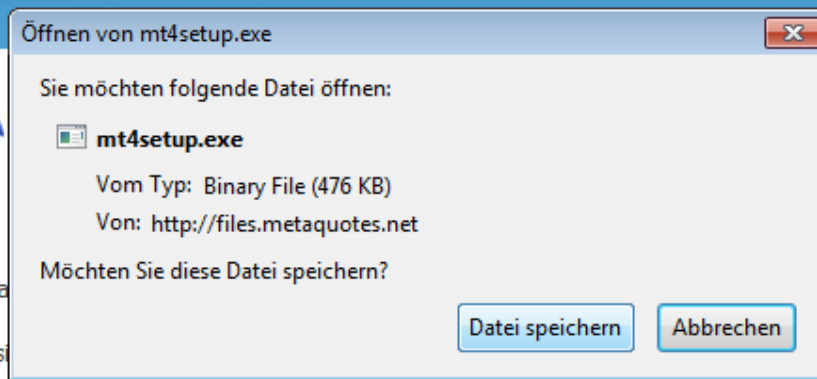 Öffnen von mt4setup.exe
Sie möchten folgende Datei öffnen:
mt4setup.exe
Vom Typ: Binary File (476 KB)
Von: http://files.metaquotes.net
Möchten Sie diese Datei speichern?
Datei speichern Abbrechen